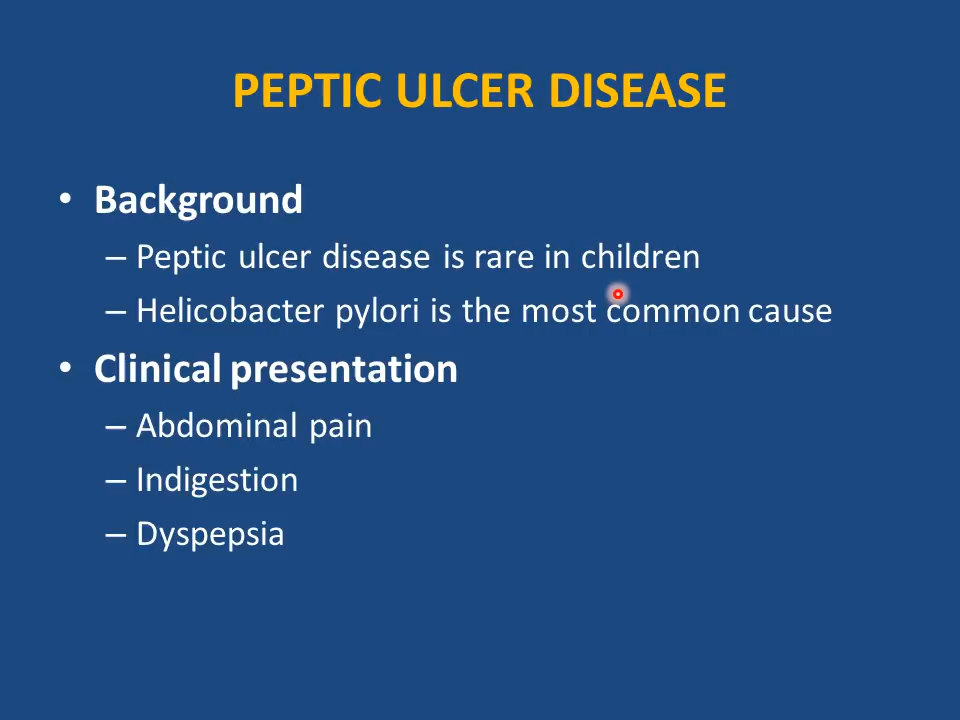 PEPTIC ULCER DISEASE
• Background
– Peptic ulcer disease is rare in children
– Helicobacter pylori is the most common cause
• Clinical presentation
– Abdominal pain
– Indigestion
– Dyspepsia